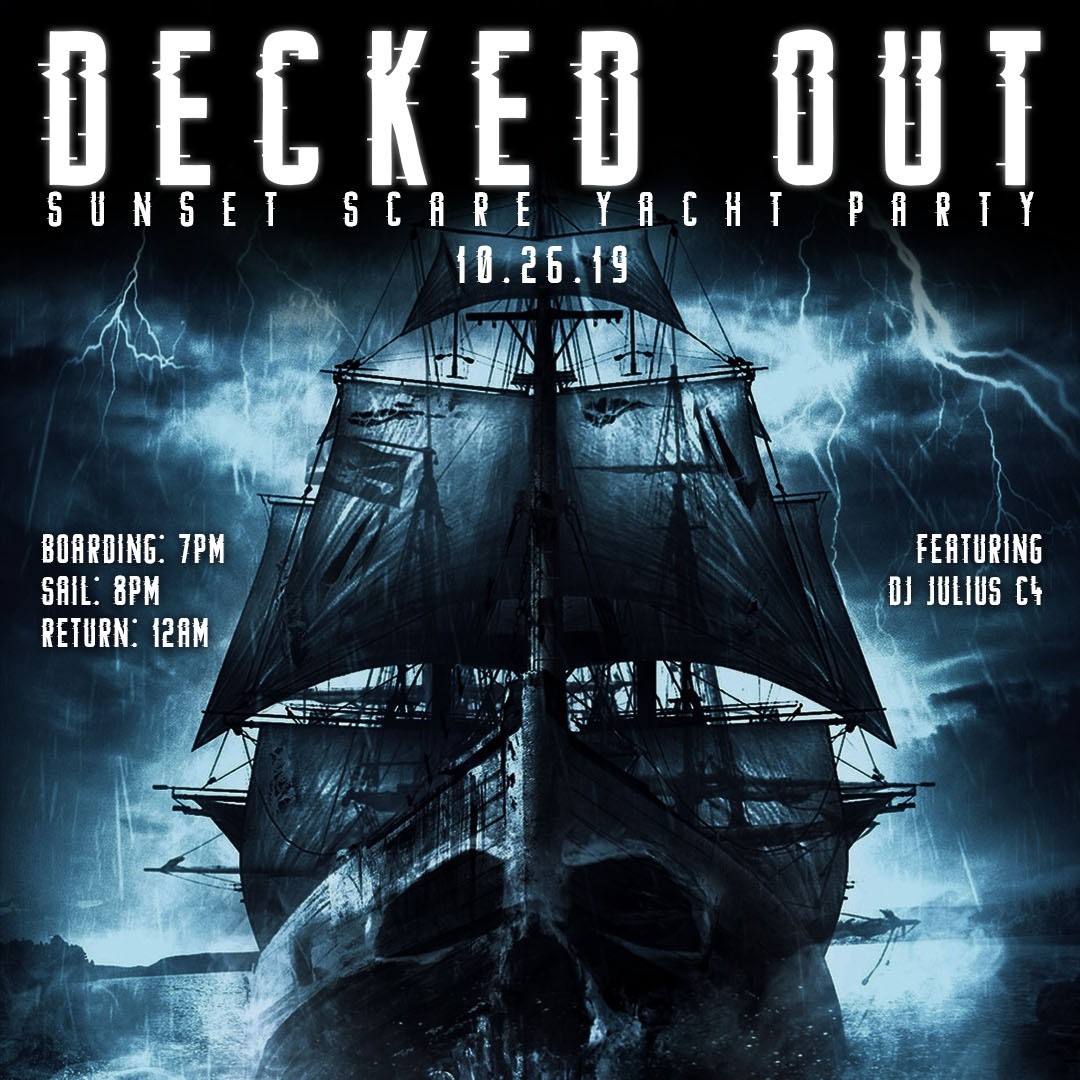 DECKED OUT
SUNSET SCARE YACHT PARTY
10.26.19
BOARDING: 7PM
SAIL: 8PM
RETURN: 12AM
FEATURING
DJ JULIUS C4